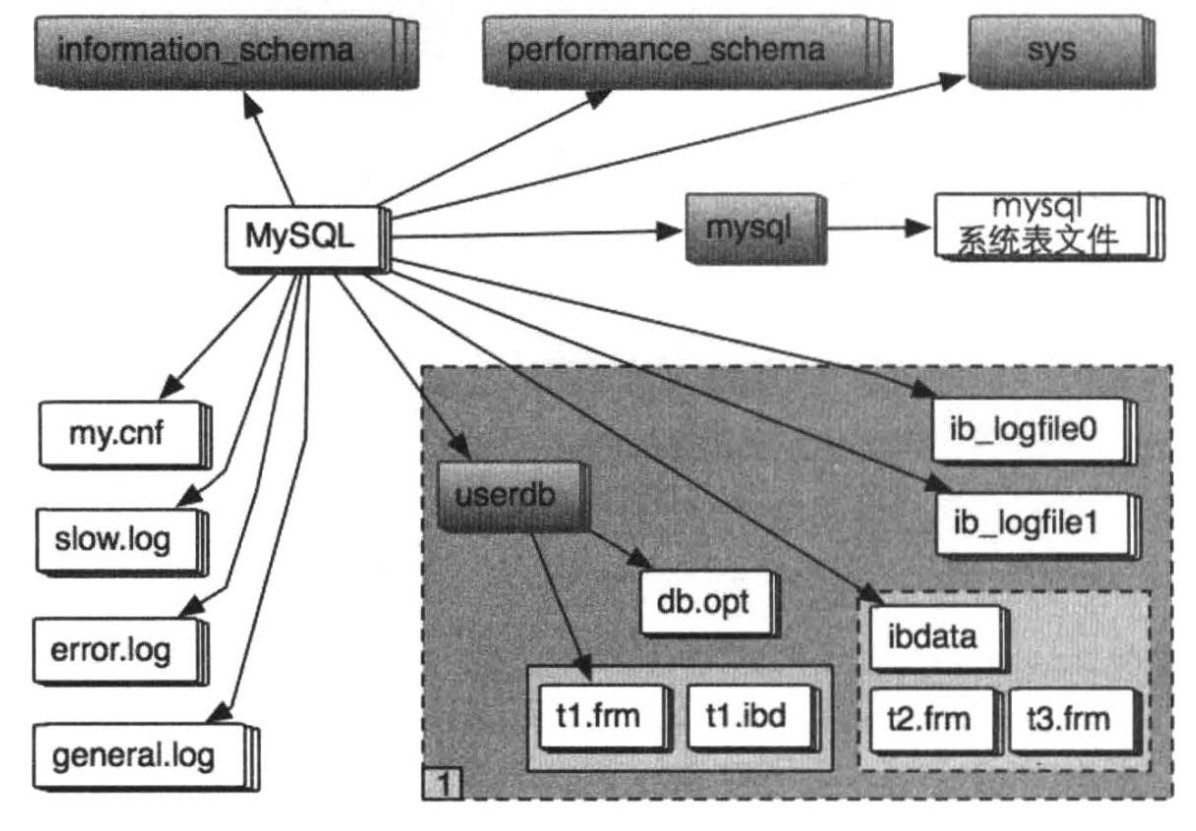 information_schema
performance_schema
sys
MySQL
mysql
mysql
系统表文件
my.cnf
ib_logfile0
userdb
slow.log
ib_logfile1
db.opt
error.log
ibdata
t1.frm
t1.ibd
t2.frm
t3.frm
general.log
1